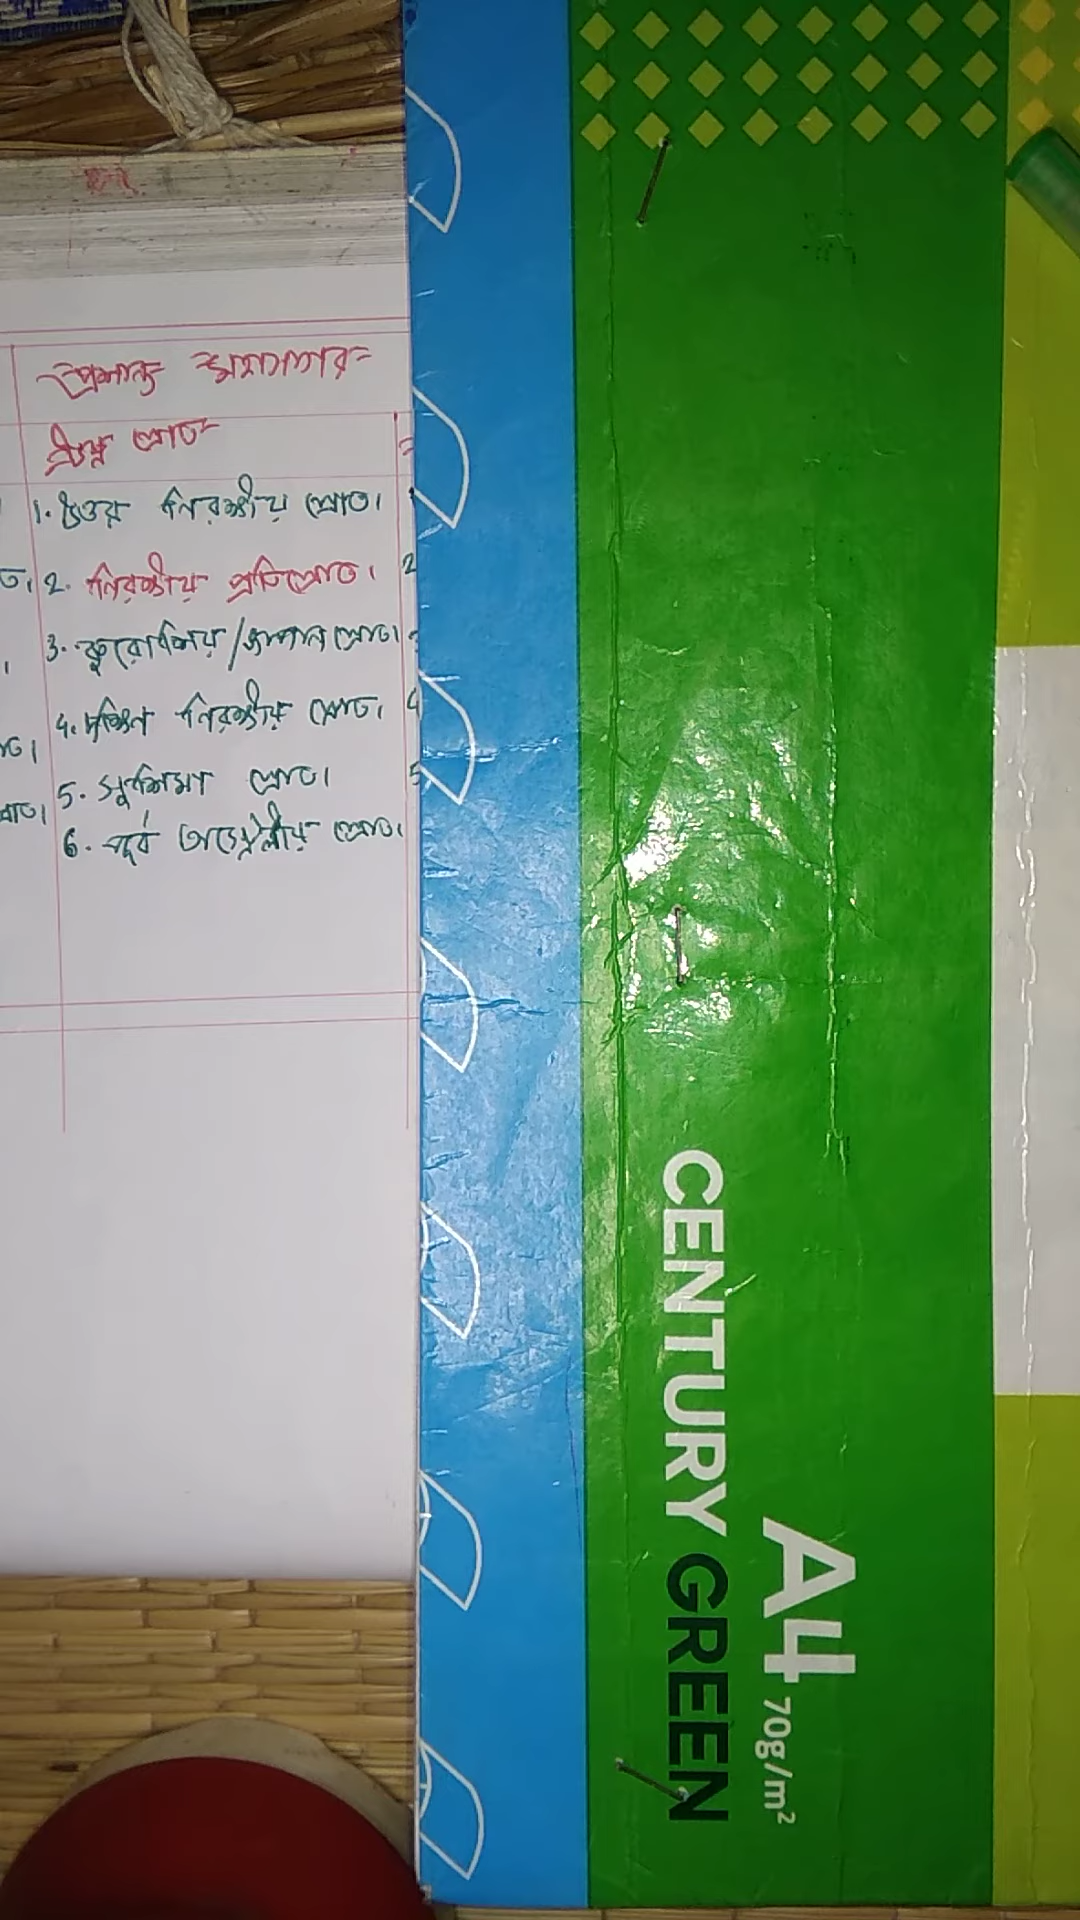 প্রশান্ত মহাসাগর
উষ্ণ স্রোত
1. উত্তর নিরক্ষীয় স্রোত।
2. নিরক্ষীয় প্রতিস্রোত।
3. কুরোশিয়/জাপান স্রোত।
4. দক্ষিণ নিরক্ষীয় স্রোত।
5. সুশিমা স্রোত।
6. পূর্ব অস্ট্রেলীয় স্রোত।
CENTURY GREEN
A4 70g/m²